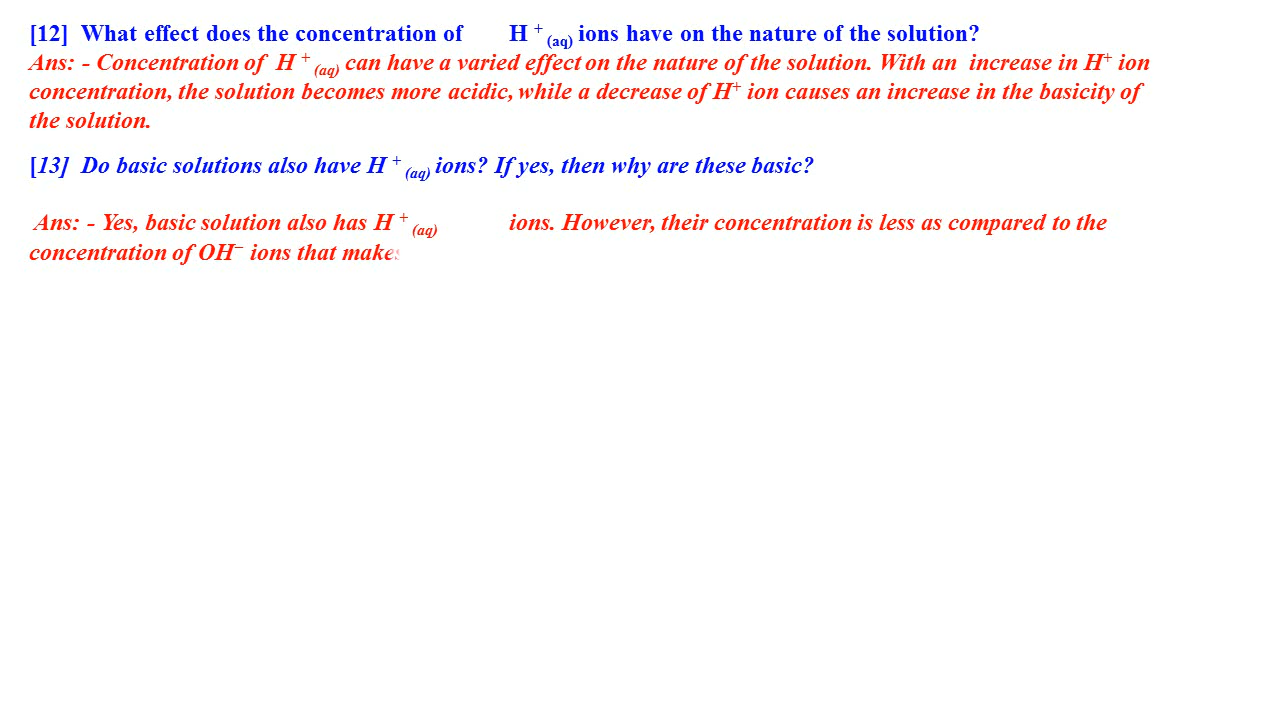 [12] What effect does the concentration of H + (aq) ions have on the nature of the solution?
Ans: - Concentration of H + (aq) can have a varied effect on the nature of the solution. With an increase in H+ ion
concentration, the solution becomes more acidic, while a decrease of H+ ion causes an increase in the basicity of
the solution.
[13] Do basic solutions also have H + (aq) ions? If yes, then why are these basic?
Ans: - Yes, basic solution also has H + (aq) ions. However, their concentration is less as compared to the
concentration of OH− ions that makes